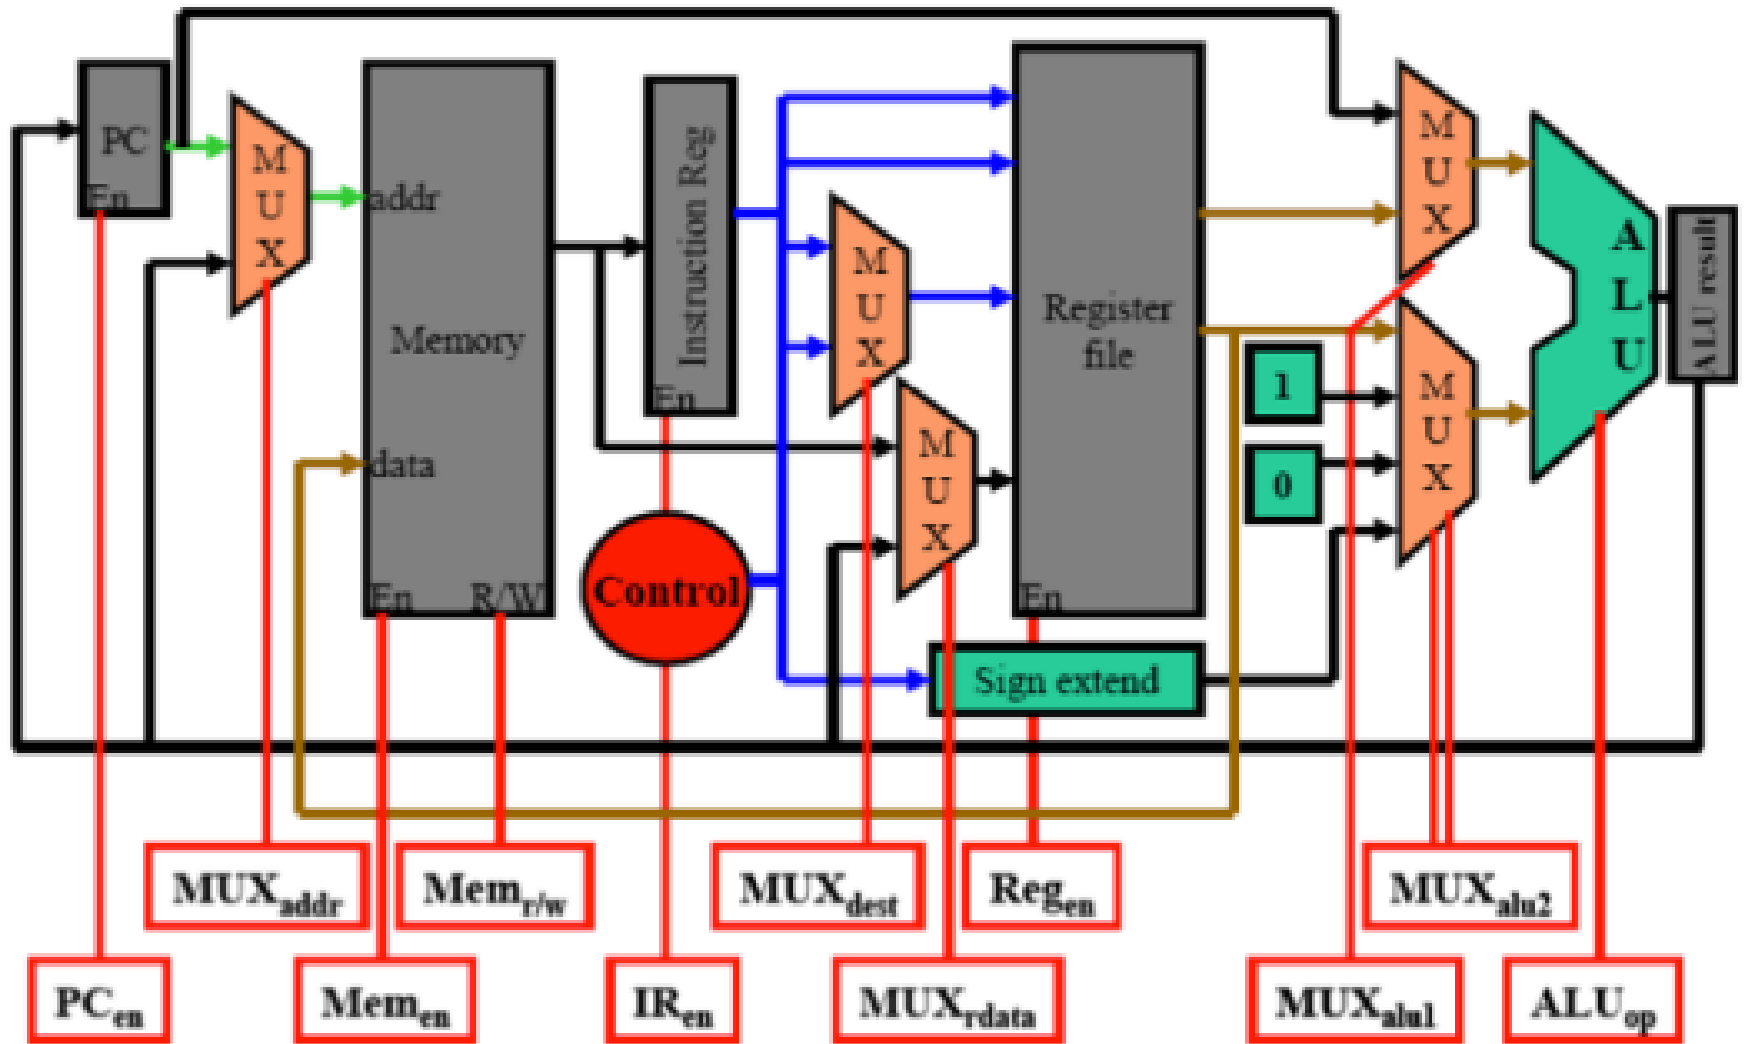 PC
En
M
U
X
addr
data
Memory
En
R/W
Instruction Reg
En
Control
M
U
X
M
U
X
Register
file
En
Sign extend
M
U
X
1
0
M
U
X
A
L
U
ALU result
MUXaddr
Memr/w
MUXdest
Regen
MUXalu2
PCen
Memen
IRen
MUXrdata
MUXalu1
ALUop